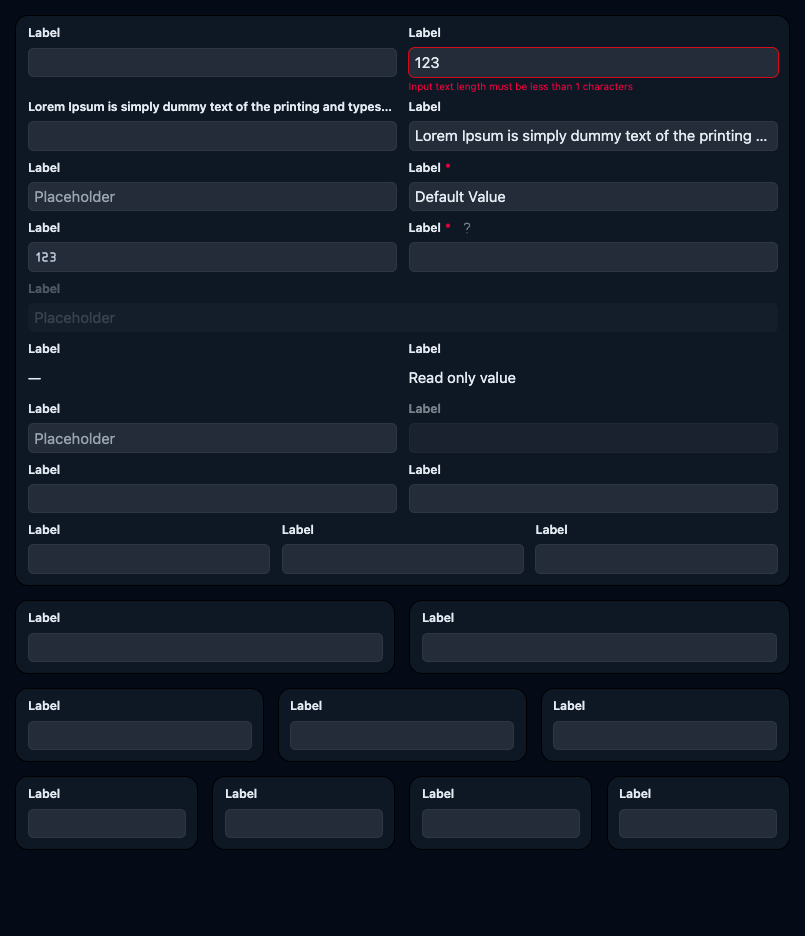 Label
Label
123
Input text length must be less than 1 characters
Lorem Ipsum is simply dummy text of the printing and types...
Label
Lorem Ipsum is simply dummy text of the printing ...
Label
Label *
Placeholder
Default Value
Label
Label * ?
123
Label
Placeholder
Label
Label
—
Read only value
Label
Label
Placeholder
Label
Label
Label
Label
Label
Label
Label
Label
Label
Label
Label
Label
Label
Label